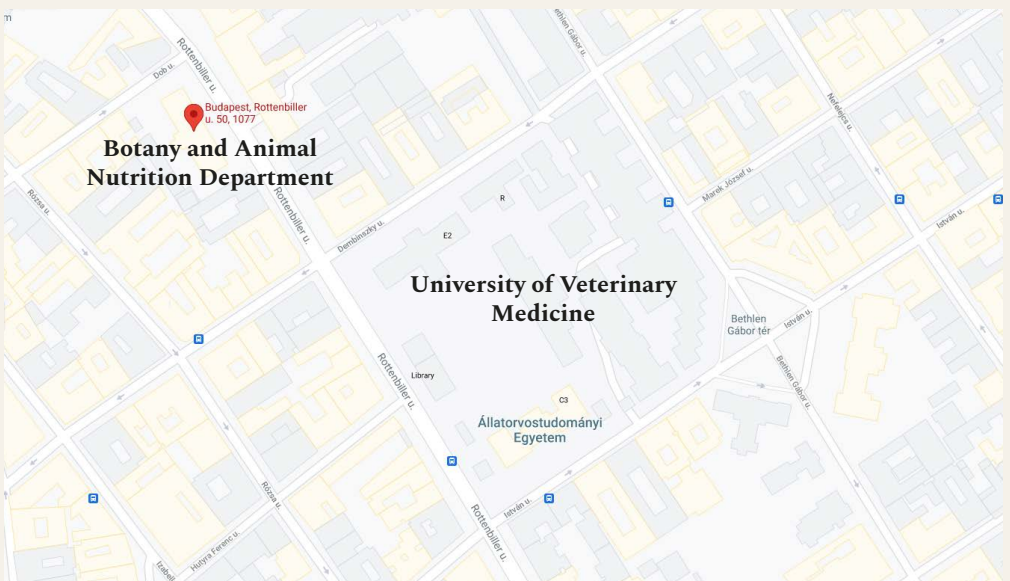 m
Rottenbiller u.
Bethlen Gábor u.
Dob u.
Budapest, Rottenbiller
u. 50, 1077
Nefelejcs u.
Botany and Animal
Nutrition Department
Marek József u.
Rózsa u.
R
Rottenbiller u.
István u.
Dembinszky u.
E2
University of Veterinary
Medicine
Bethlen
Gábor tér
István u.
Rottenbiller u.
Library
Bethlen Gábor u.
C3
Állatorvostudományi
Egyetem
Rózsa u.
István u.
Rottenbiller u.
Hutyra Ferenc u.